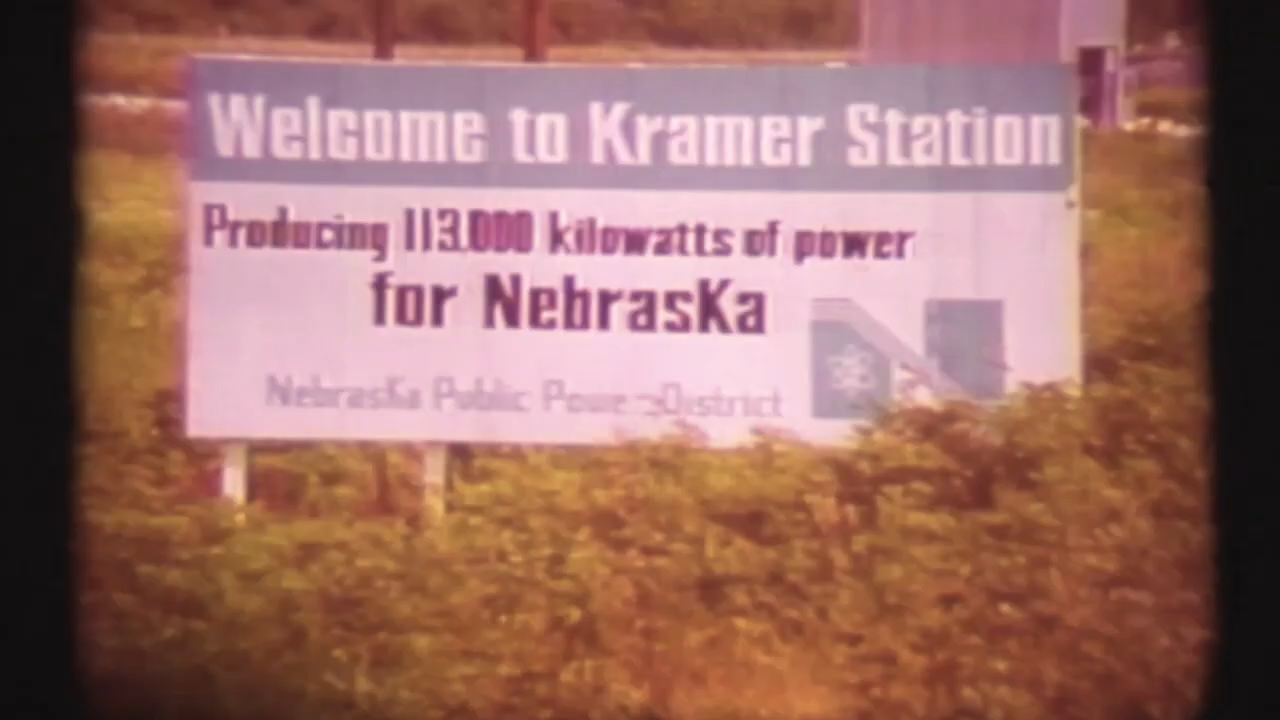 Welcome to Kramer Station
Producing 113,000 kilowatts of power
for NebrasKa
NebrasKa Public Power District